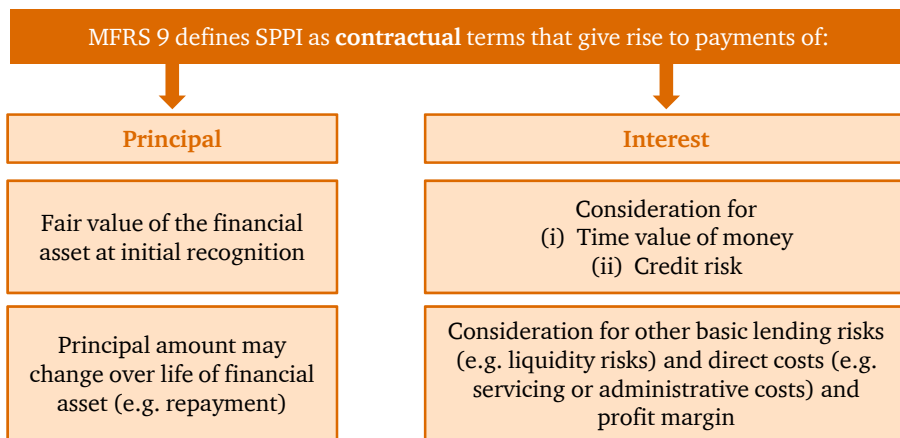 MFRS 9 defines SPPI as contractual terms that give rise to payments of:
Principal
Fair value of the financial
asset at initial recognition
Principal amount may
change over life of financial
asset (e.g. repayment)
Interest
Consideration for
(i) Time value of money
(ii) Credit risk
Consideration for other basic lending risks
(e.g. liquidity risks) and direct costs (e.g.
servicing or administrative costs) and
profit margin